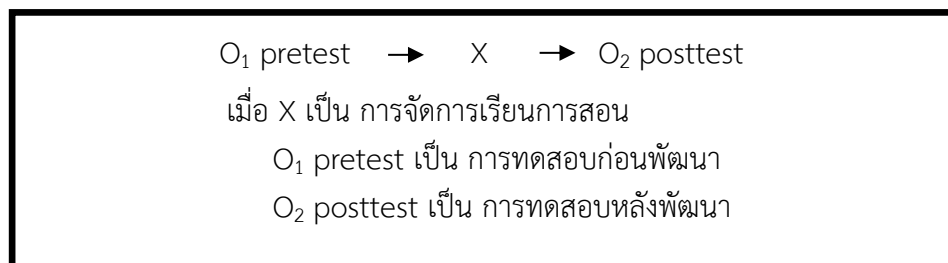 O₁ pretest → X → O₂ posttest
เมื่อ X เป็น การจัดการเรียนการสอน
O₁ pretest เป็น การทดสอบก่อนพัฒนา
O₂ posttest เป็น การทดสอบหลังพัฒนา